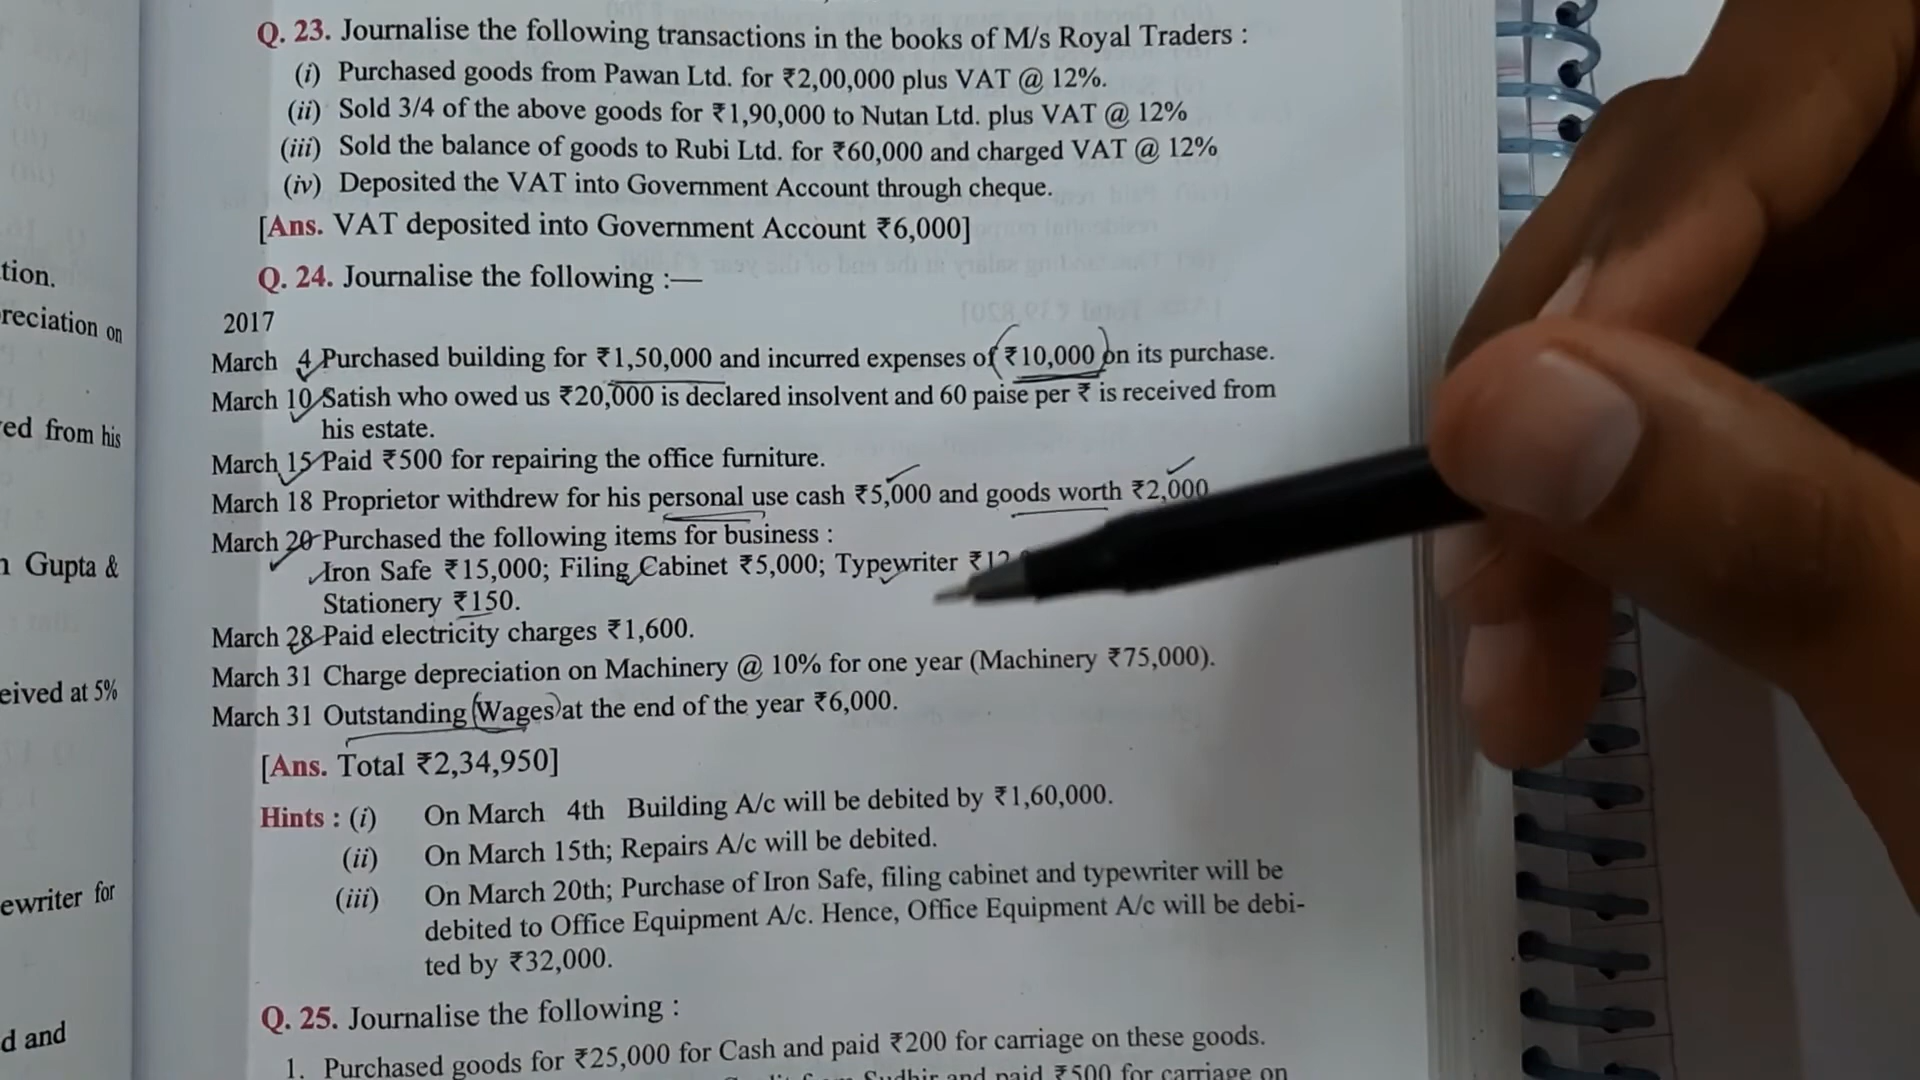 Q. 23. Journalise the following transactions in the books of M/s Royal Traders :
(i) Purchased goods from Pawan Ltd. for ₹2,00,000 plus VAT @ 12%.
(ii) Sold 3/4 of the above goods for ₹1,90,000 to Nutan Ltd. plus VAT @ 12%
(iii) Sold the balance of goods to Rubi Ltd. for ₹60,000 and charged VAT @ 12%
(iv) Deposited the VAT into Government Account through cheque.
[Ans. VAT deposited into Government Account ₹6,000]
Q. 24. Journalise the following :—
2017
March 4 Purchased building for ₹1,50,000 and incurred expenses of ₹10,000 on its purchase.
March 10 Satish who owed us ₹20,000 is declared insolvent and 60 paise per ₹ is received from
his estate.
March 15 Paid ₹500 for repairing the office furniture.
March 18 Proprietor withdrew for his personal use cash ₹5,000 and goods worth ₹2,000
March 20 Purchased the following items for business :
Iron Safe ₹15,000; Filing Cabinet ₹5,000; Typewriter
Stationery ₹150.
March 28 Paid electricity charges ₹1,600.
March 31 Charge depreciation on Machinery @ 10% for one year (Machinery ₹75,000).
March 31 Outstanding Wages at the end of the year ₹6,000.
[Ans. Total ₹2,34,950]
Hints : (i) On March 4th Building A/c will be debited by ₹1,60,000.
(ii) On March 15th; Repairs A/c will be debited.
(iii) On March 20th; Purchase of Iron Safe, filing cabinet and typewriter will be
debited to Office Equipment A/c. Hence, Office Equipment A/c will be debi-
ted by ₹32,000.
Q. 25. Journalise the following :
1. Purchased goods for ₹25,000 for Cash and paid ₹200 for carriage on these goods.
and paid ₹500 for carriage on
tion.
reciation on
ed from his
Gupta &
eived at 5%
ewriter for
d and